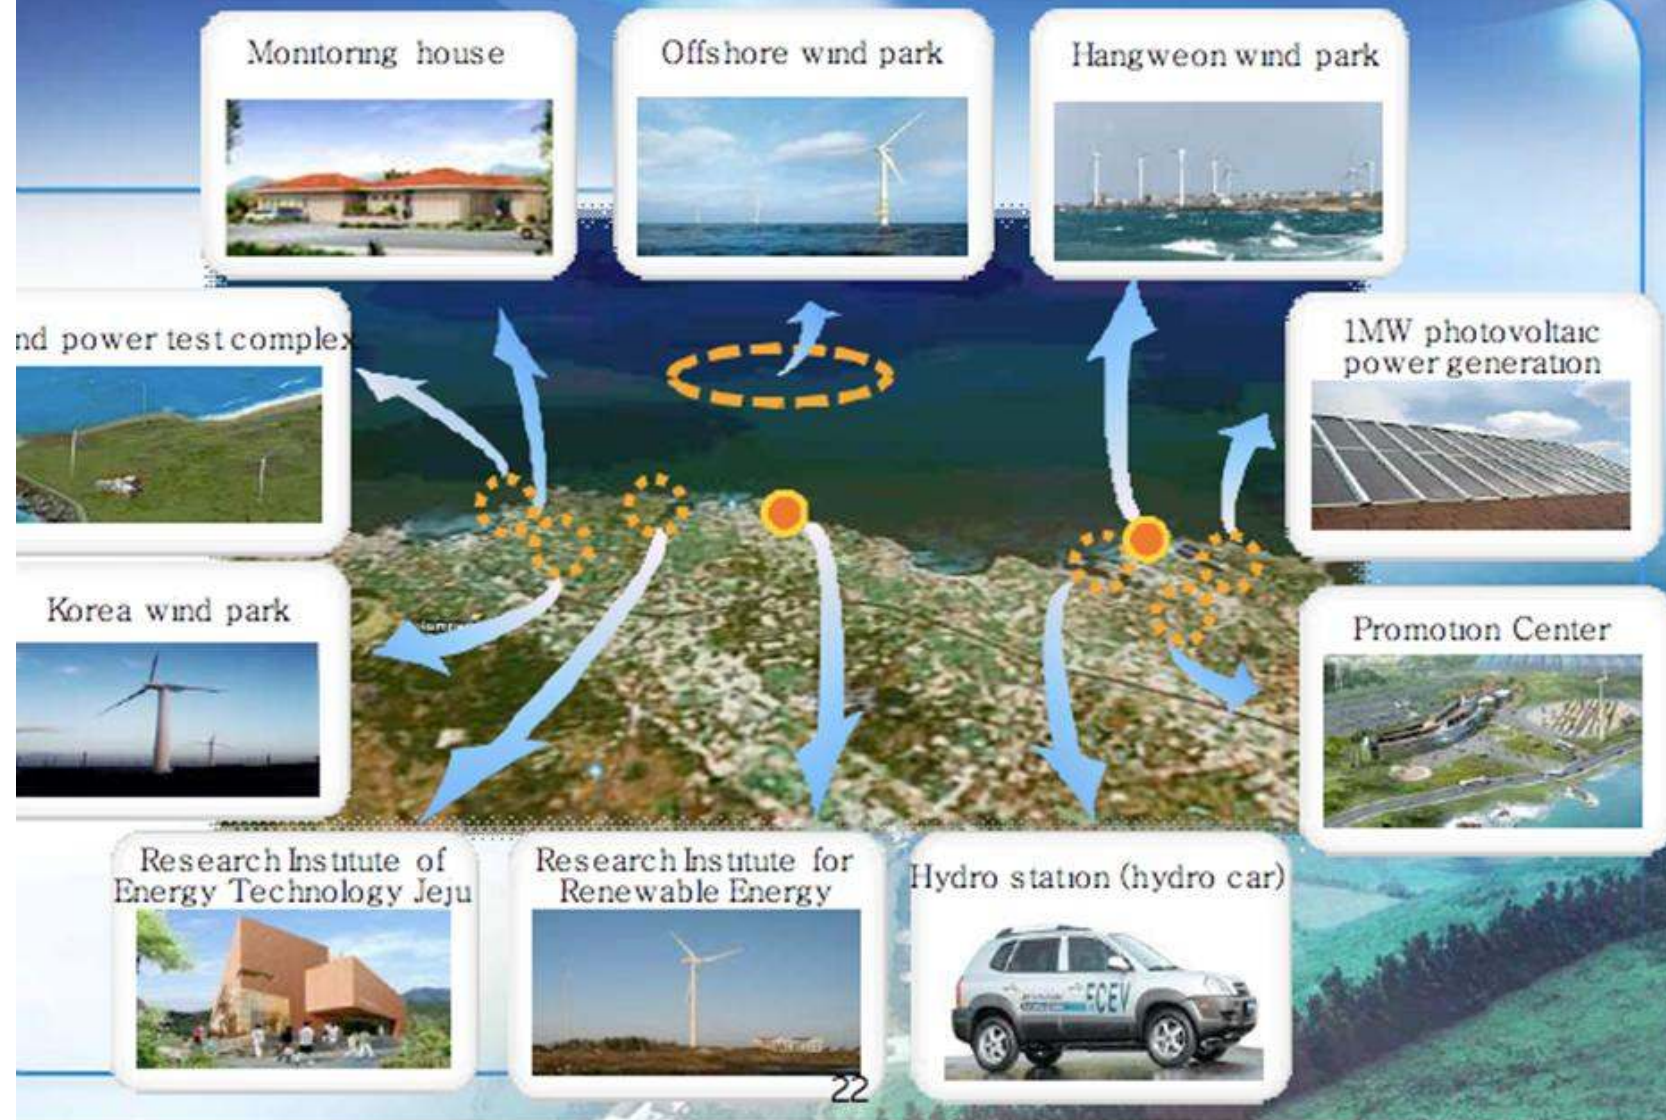 Monitoring house
Offshore wind park
Hangweon wind park
nd power test complex
1MW photovoltaic
power generation
Korea wind park
Promotion Center
Research Institute of
Energy Technology Jeju
Research Institute for
Renewable Energy
Hydro station (hydro car)
FCEV
22